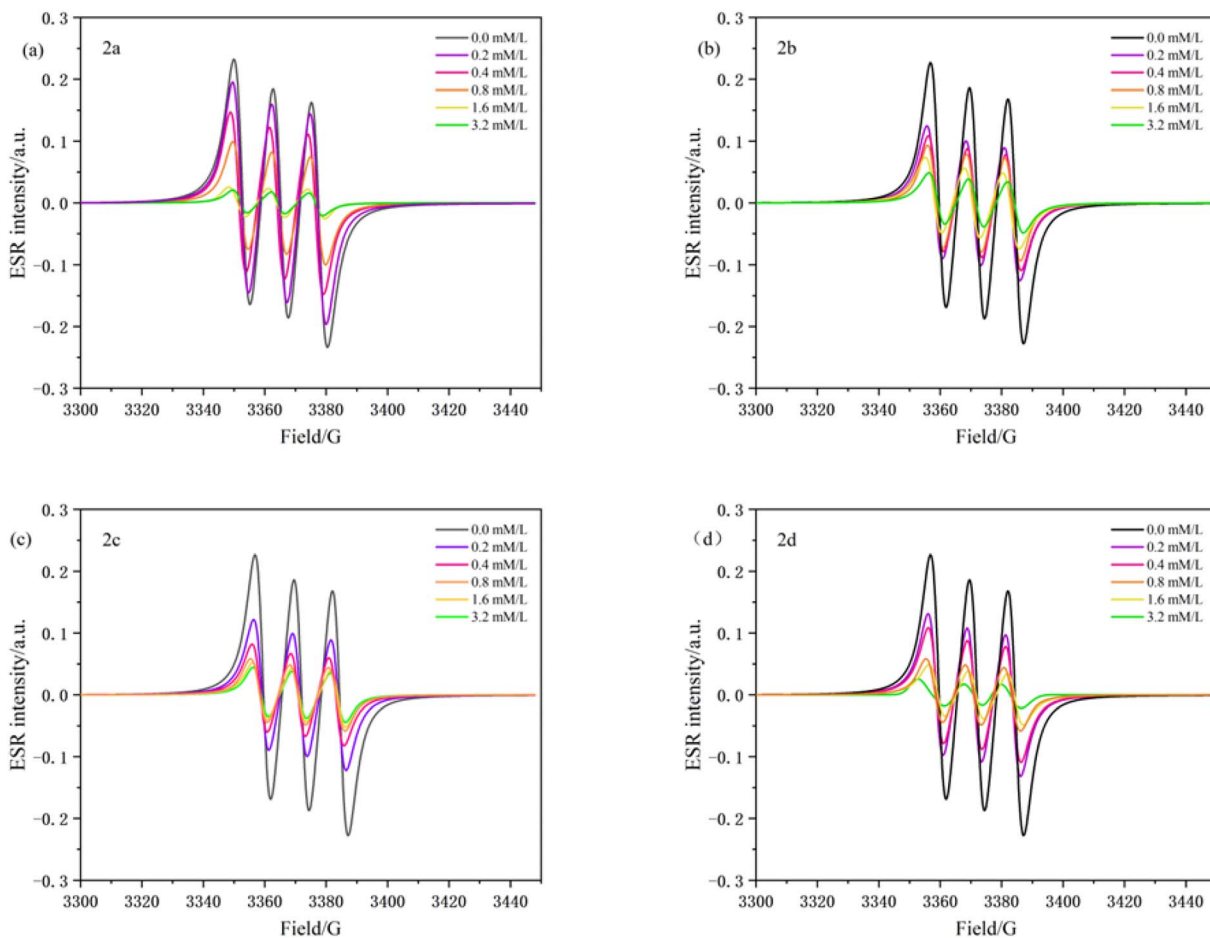 (a)
2a
0.0 mM/L
0.2 mM/L
0.4 mM/L
0.8 mM/L
1.6 mM/L
3.2 mM/L
0.3
0.2
0.1
0.0
−0.1
−0.2
−0.3
ESR intensity/a.u.
3300 3320 3340 3360 3380 3400 3420 3440
Field/G
(b)
2b
0.0 mM/L
0.2 mM/L
0.4 mM/L
0.8 mM/L
1.6 mM/L
3.2 mM/L
0.3
0.2
0.1
0.0
−0.1
−0.2
−0.3
ESR intensity/a.u.
3300 3320 3340 3360 3380 3400 3420 3440
Field/G
(c)
2c
0.0 mM/L
0.2 mM/L
0.4 mM/L
0.8 mM/L
1.6 mM/L
3.2 mM/L
0.3
0.2
0.1
0.0
−0.1
−0.2
−0.3
ESR intensity/a.u.
3300 3320 3340 3360 3380 3400 3420 3440
Field/G
（d）
2d
0.0 mM/L
0.2 mM/L
0.4 mM/L
0.8 mM/L
1.6 mM/L
3.2 mM/L
0.3
0.2
0.1
0.0
−0.1
−0.2
−0.3
ESR intensity/a.u.
3300 3320 3340 3360 3380 3400 3420 3440
Field/G